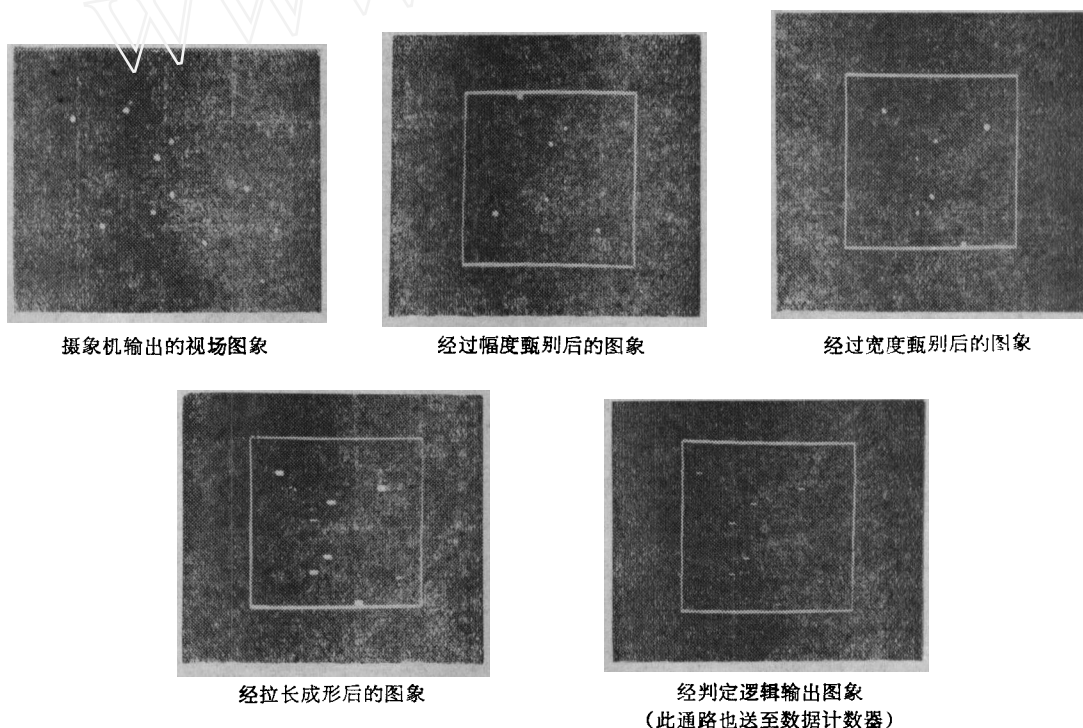 摄象机输出的视场图象
经过幅度甄别后的图象
经过宽度甄别后的图象
经拉长成形后的图象
经判定逻辑输出图象
（此通路也送至数据计数器）